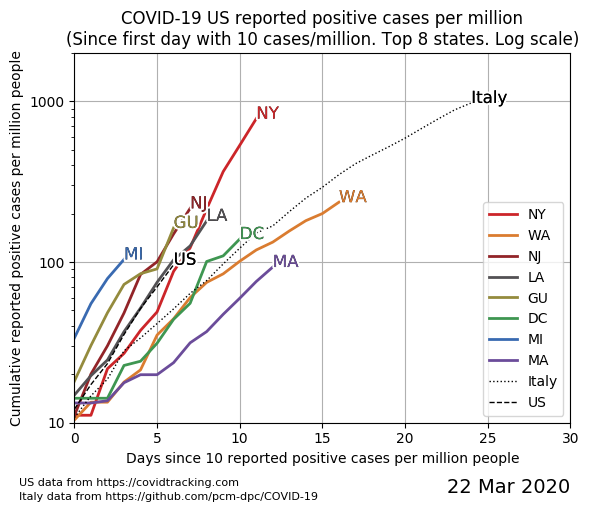 COVID-19 US reported positive cases per million
(Since first day with 10 cases/million. Top 8 states. Log scale)
Cumulative reported positive cases per million people
1000
100
10
Italy
NY
WA
NJ
LA
GU
DC
MI
US
MA
NY
WA
NJ
LA
GU
DC
MI
MA
Italy
US
0
5
10
15
20
25
30
Days since 10 reported positive cases per million people
US data from https://covidtracking.com
Italy data from https://github.com/pcm-dpc/COVID-19
22 Mar 2020